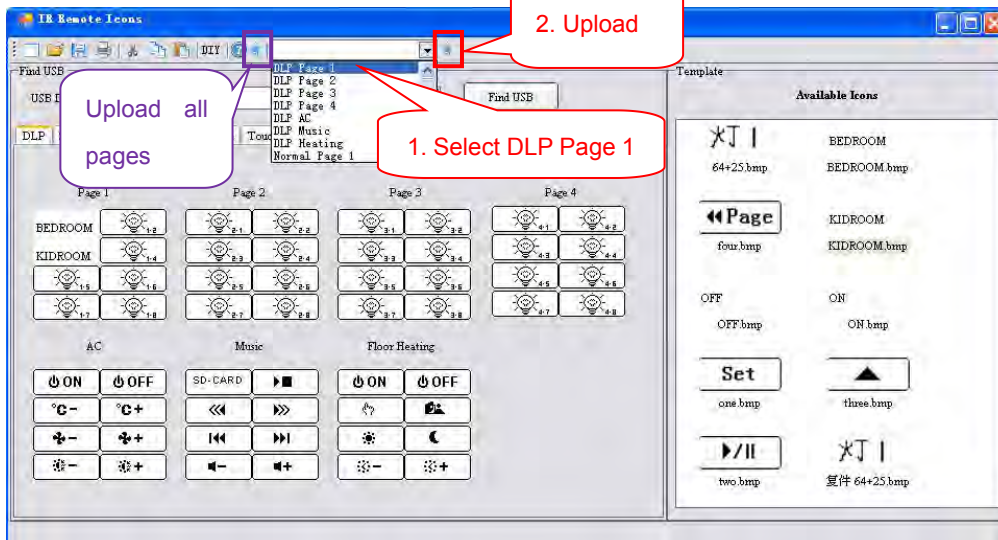 IR Remote Icons
2. Upload
DIY
Find USB
DLP Page 1
DLP Page 2
DLP Page 3
DLP Page 4
DLP AC
DLP Music
DLP Heating
Normal Page 1
Find USB
Upload all
pages
1. Select DLP Page 1
DLP
Page 1
Page 2
Page 3
Page 4
BEDROOM 1-2 2-1 2-2 3-1 3-2 4-1 4-2
KIDROOM 1-4 2-3 2-4 3-3 3-4 4-3 4-4
1-5 1-6 2-5 2-6 3-5 3-6 4-5 4-6
1-7 1-8 2-7 2-8 3-7 3-8 4-7 4-8
AC
Music
Floor Heating
ON OFF SD-CARD ON OFF
°C- °C+
- +
- + - + - +
Template
Available Icons
灯 1
BEDROOM
64+25.bmp
BEDROOM.bmp
Page
KIDROOM
four.bmp
KIDROOM.bmp
OFF
ON
OFF.bmp
ON.bmp
Set
one.bmp
three.bmp
two.bmp
灯 1
复件 64+25.bmp